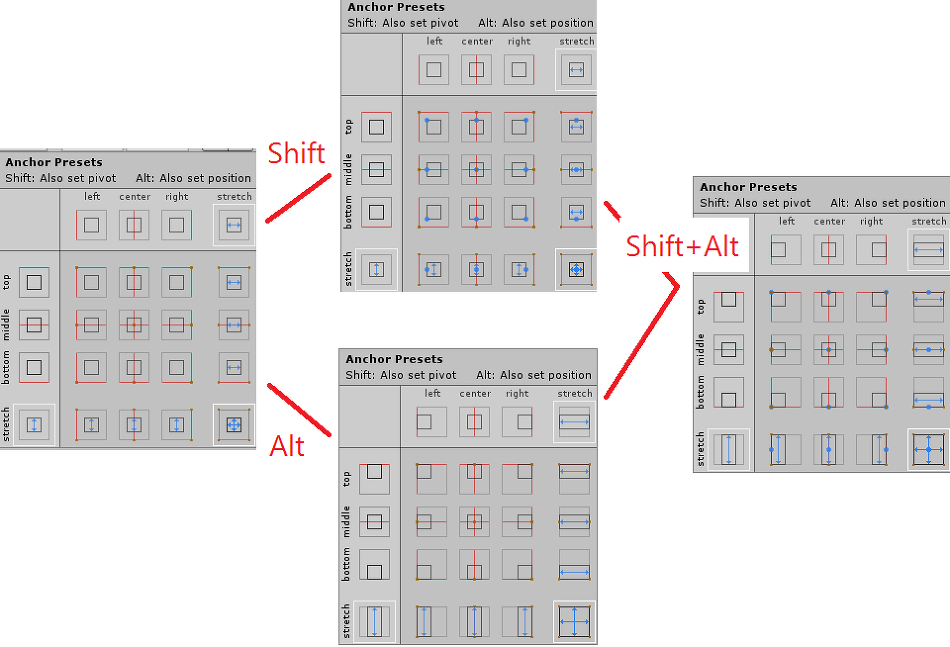 Anchor Presets
Shift: Also set pivot Alt: Also set position
left center right stretch
top
middle
bottom
stretch
Shift
Alt
Anchor Presets
Shift: Also set pivot Alt: Also set position
left center right stretch
top
middle
bottom
stretch
Anchor Presets
Shift: Also set pivot Alt: Also set position
left center right stretch
top
middle
bottom
stretch
Shift+Alt
Anchor Presets
Shift: Also set pivot Alt: Also set position
left center right stretch
top
middle
bottom
stretch